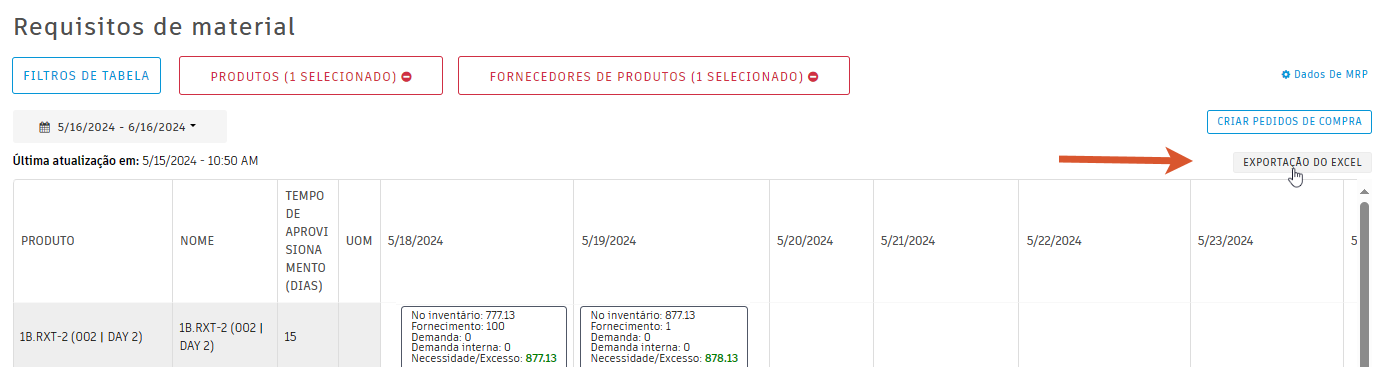 Requisitos de material
FILTROS DE TABELA
PRODUTOS (1 SELECIONADO)
FORNECEDORES DE PRODUTOS (1 SELECIONADO)
Dados De MRP
5/16/2024 - 6/16/2024
CRIAR PEDIDOS DE COMPRA
Última atualização em: 5/15/2024 - 10:50 AM
EXPORTAÇÃO DO EXCEL
PRODUTO
NOME
TEMPO
DE
APROVI
SIONA
MENTO
(DIAS)
UOM
5/18/2024
5/19/2024
5/20/2024
5/21/2024
5/22/2024
5/23/2024
5
1B.RXT-2 (002 | DAY 2)
1B.RXT-2 (002 |
DAY 2)
15
No inventário: 777.13
Fornecimento: 100
Demanda: 0
Demanda interna: 0
Necessidade/Excesso: 877.13
No inventário: 877.13
Fornecimento: 1
Demanda: 0
Demanda interna: 0
Necessidade/Excesso: 878.13